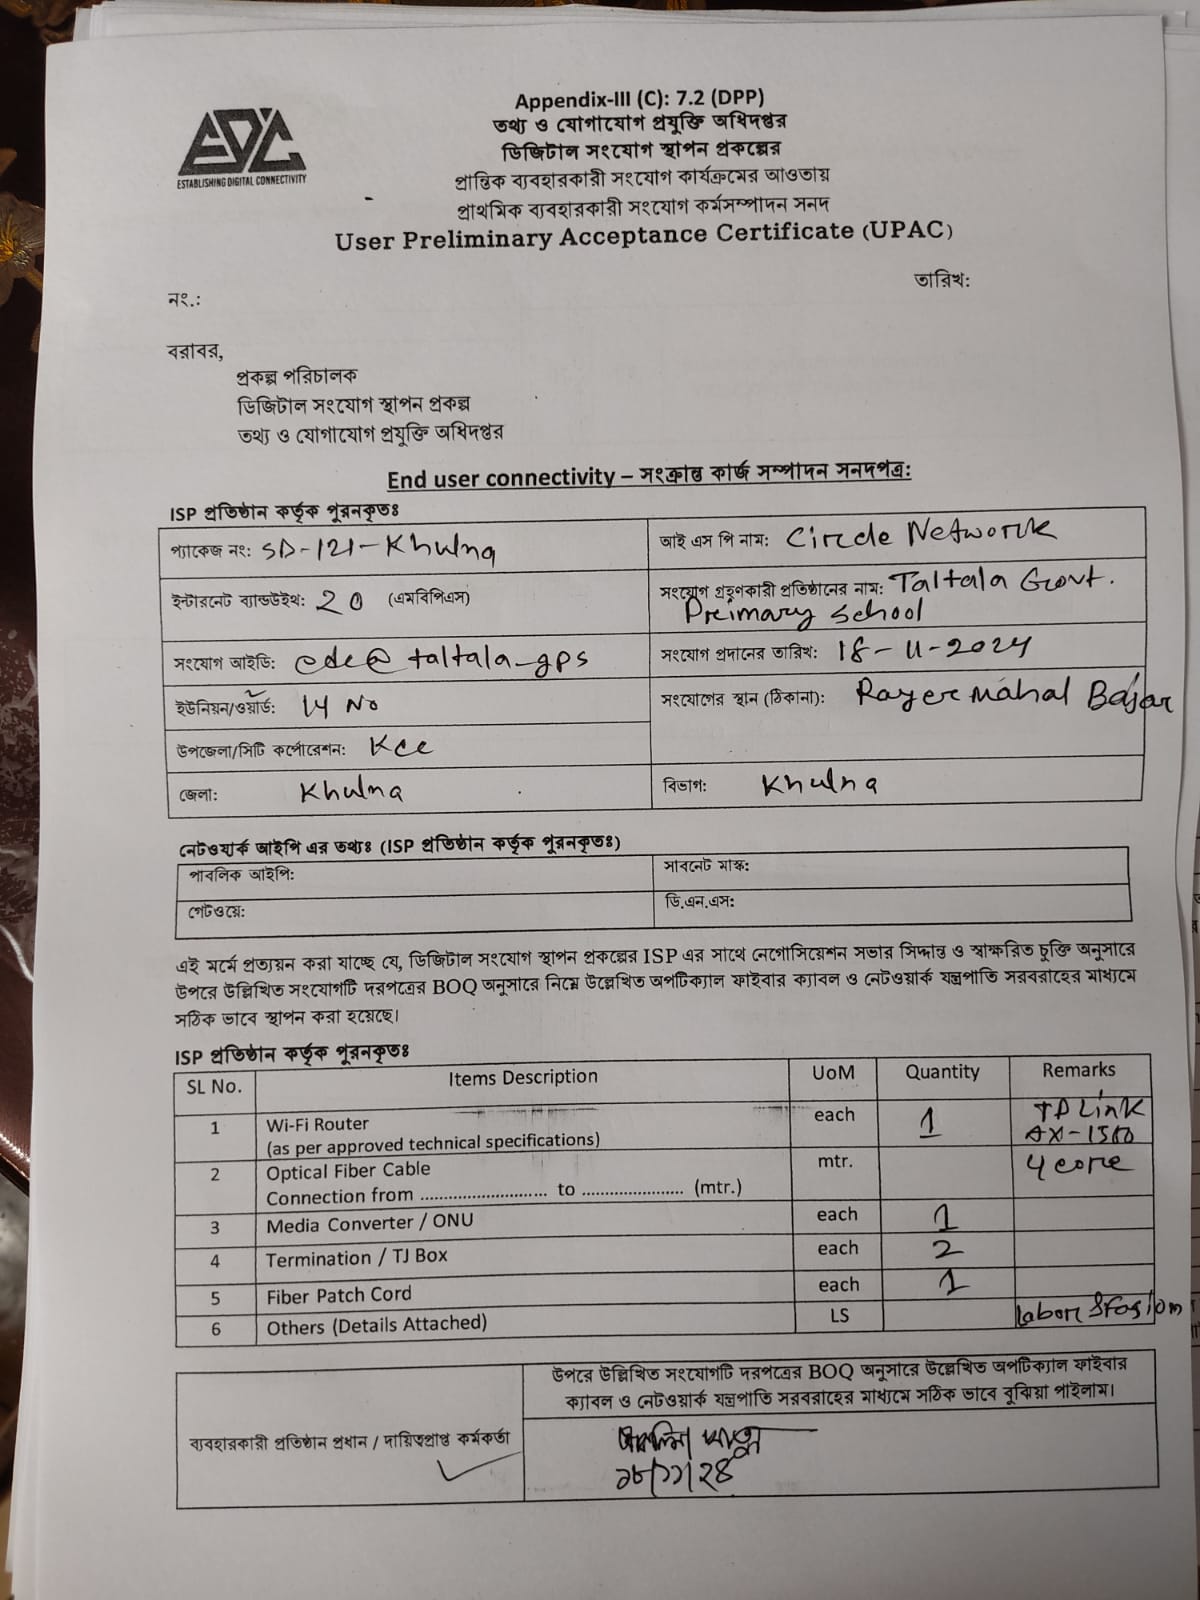 EDC
ESTABLISHING DIGITAL CONNECTIVITY
Appendix-III (C): 7.2 (DPP)
তথ্য ও যোগাযোগ প্রযুক্তি অধিদপ্তর
ডিজিটাল সংযোগ স্থাপন প্রকল্পের
প্রান্তিক ব্যবহারকারী সংযোগ কার্যক্রমের আওতায়
প্রাথমিক ব্যবহারকারী সংযোগ কর্মসম্পাদন সনদ
User Preliminary Acceptance Certificate (UPAC)
তারিখ:
নং.:
বরাবর,
প্রকল্প পরিচালক
ডিজিটাল সংযোগ স্থাপন প্রকল্প
তথ্য ও যোগাযোগ প্রযুক্তি অধিদপ্তর
End user connectivity – সংক্রান্ত কার্জ সম্পাদন সনদপত্র:
ISP প্রতিষ্ঠান কর্তৃক পূরনকৃতঃ
প্যাকেজ নং: SD-121-Khulna
আই এস পি নাম: Circle Network
ইন্টারনেট ব্যান্ডউইথ: 20 (এমবিপিএস)
সংযোগ গ্রহণকারী প্রতিষ্ঠানের নাম: Taltala Govt.
Primary School
সংযোগ আইডি: edc@taltala_gps
সংযোগ প্রদানের তারিখ: 18-11-2024
ইউনিয়ন/ওয়ার্ড: 14 No
সংযোগের স্থান (ঠিকানা): Rayer mahal Bajar
উপজেলা/সিটি কর্পোরেশন: Kcc
জেলা: Khulna
বিভাগ: Khulna
নেটওয়ার্ক আইপি এর তথ্যঃ (ISP প্রতিষ্ঠান কর্তৃক পূরনকৃতঃ)
পাবলিক আইপি:
সাবনেট মাস্ক:
গেটওয়ে:
ডি.এন.এস:
এই মর্মে প্রত্যয়ন করা যাচ্ছে যে, ডিজিটাল সংযোগ স্থাপন প্রকল্পের ISP এর সাথে নেগোসিয়েশন সভার সিদ্ধান্ত ও স্বাক্ষরিত চুক্তি অনুসারে
উপরে উল্লিখিত সংযোগটি দরপত্রের BOQ অনুসারে নিম্নে উল্লেখিত অপটিক্যাল ফাইবার ক্যাবল ও নেটওয়ার্ক যন্ত্রপাতি সরবরাহের মাধ্যমে
সঠিক ভাবে স্থাপন করা হয়েছে।
ISP প্রতিষ্ঠান কর্তৃক পূরনকৃতঃ
SL No. Items Description UoM Quantity Remarks
1 Wi-Fi Router each 1 TP Link
(as per approved technical specifications) AX-1500
2 Optical Fiber Cable mtr. 4 core
Connection from ........................... to ...................... (mtr.)
3 Media Converter / ONU each 1
4 Termination / TJ Box each 2
5 Fiber Patch Cord each 1
6 Others (Details Attached) LS labor &
উপরে উল্লিখিত সংযোগটি দরপত্রের BOQ অনুসারে উল্লেখিত অপটিক্যাল ফাইবার
ক্যাবল ও নেটওয়ার্ক যন্ত্রপাতি সরবরাহের মাধ্যমে সঠিক ভাবে বুঝিয়া পাইলাম।
ব্যবহারকারী প্রতিষ্ঠান প্রধান / দায়িত্বপ্রাপ্ত কর্মকর্তা
১৮/১১/২৪